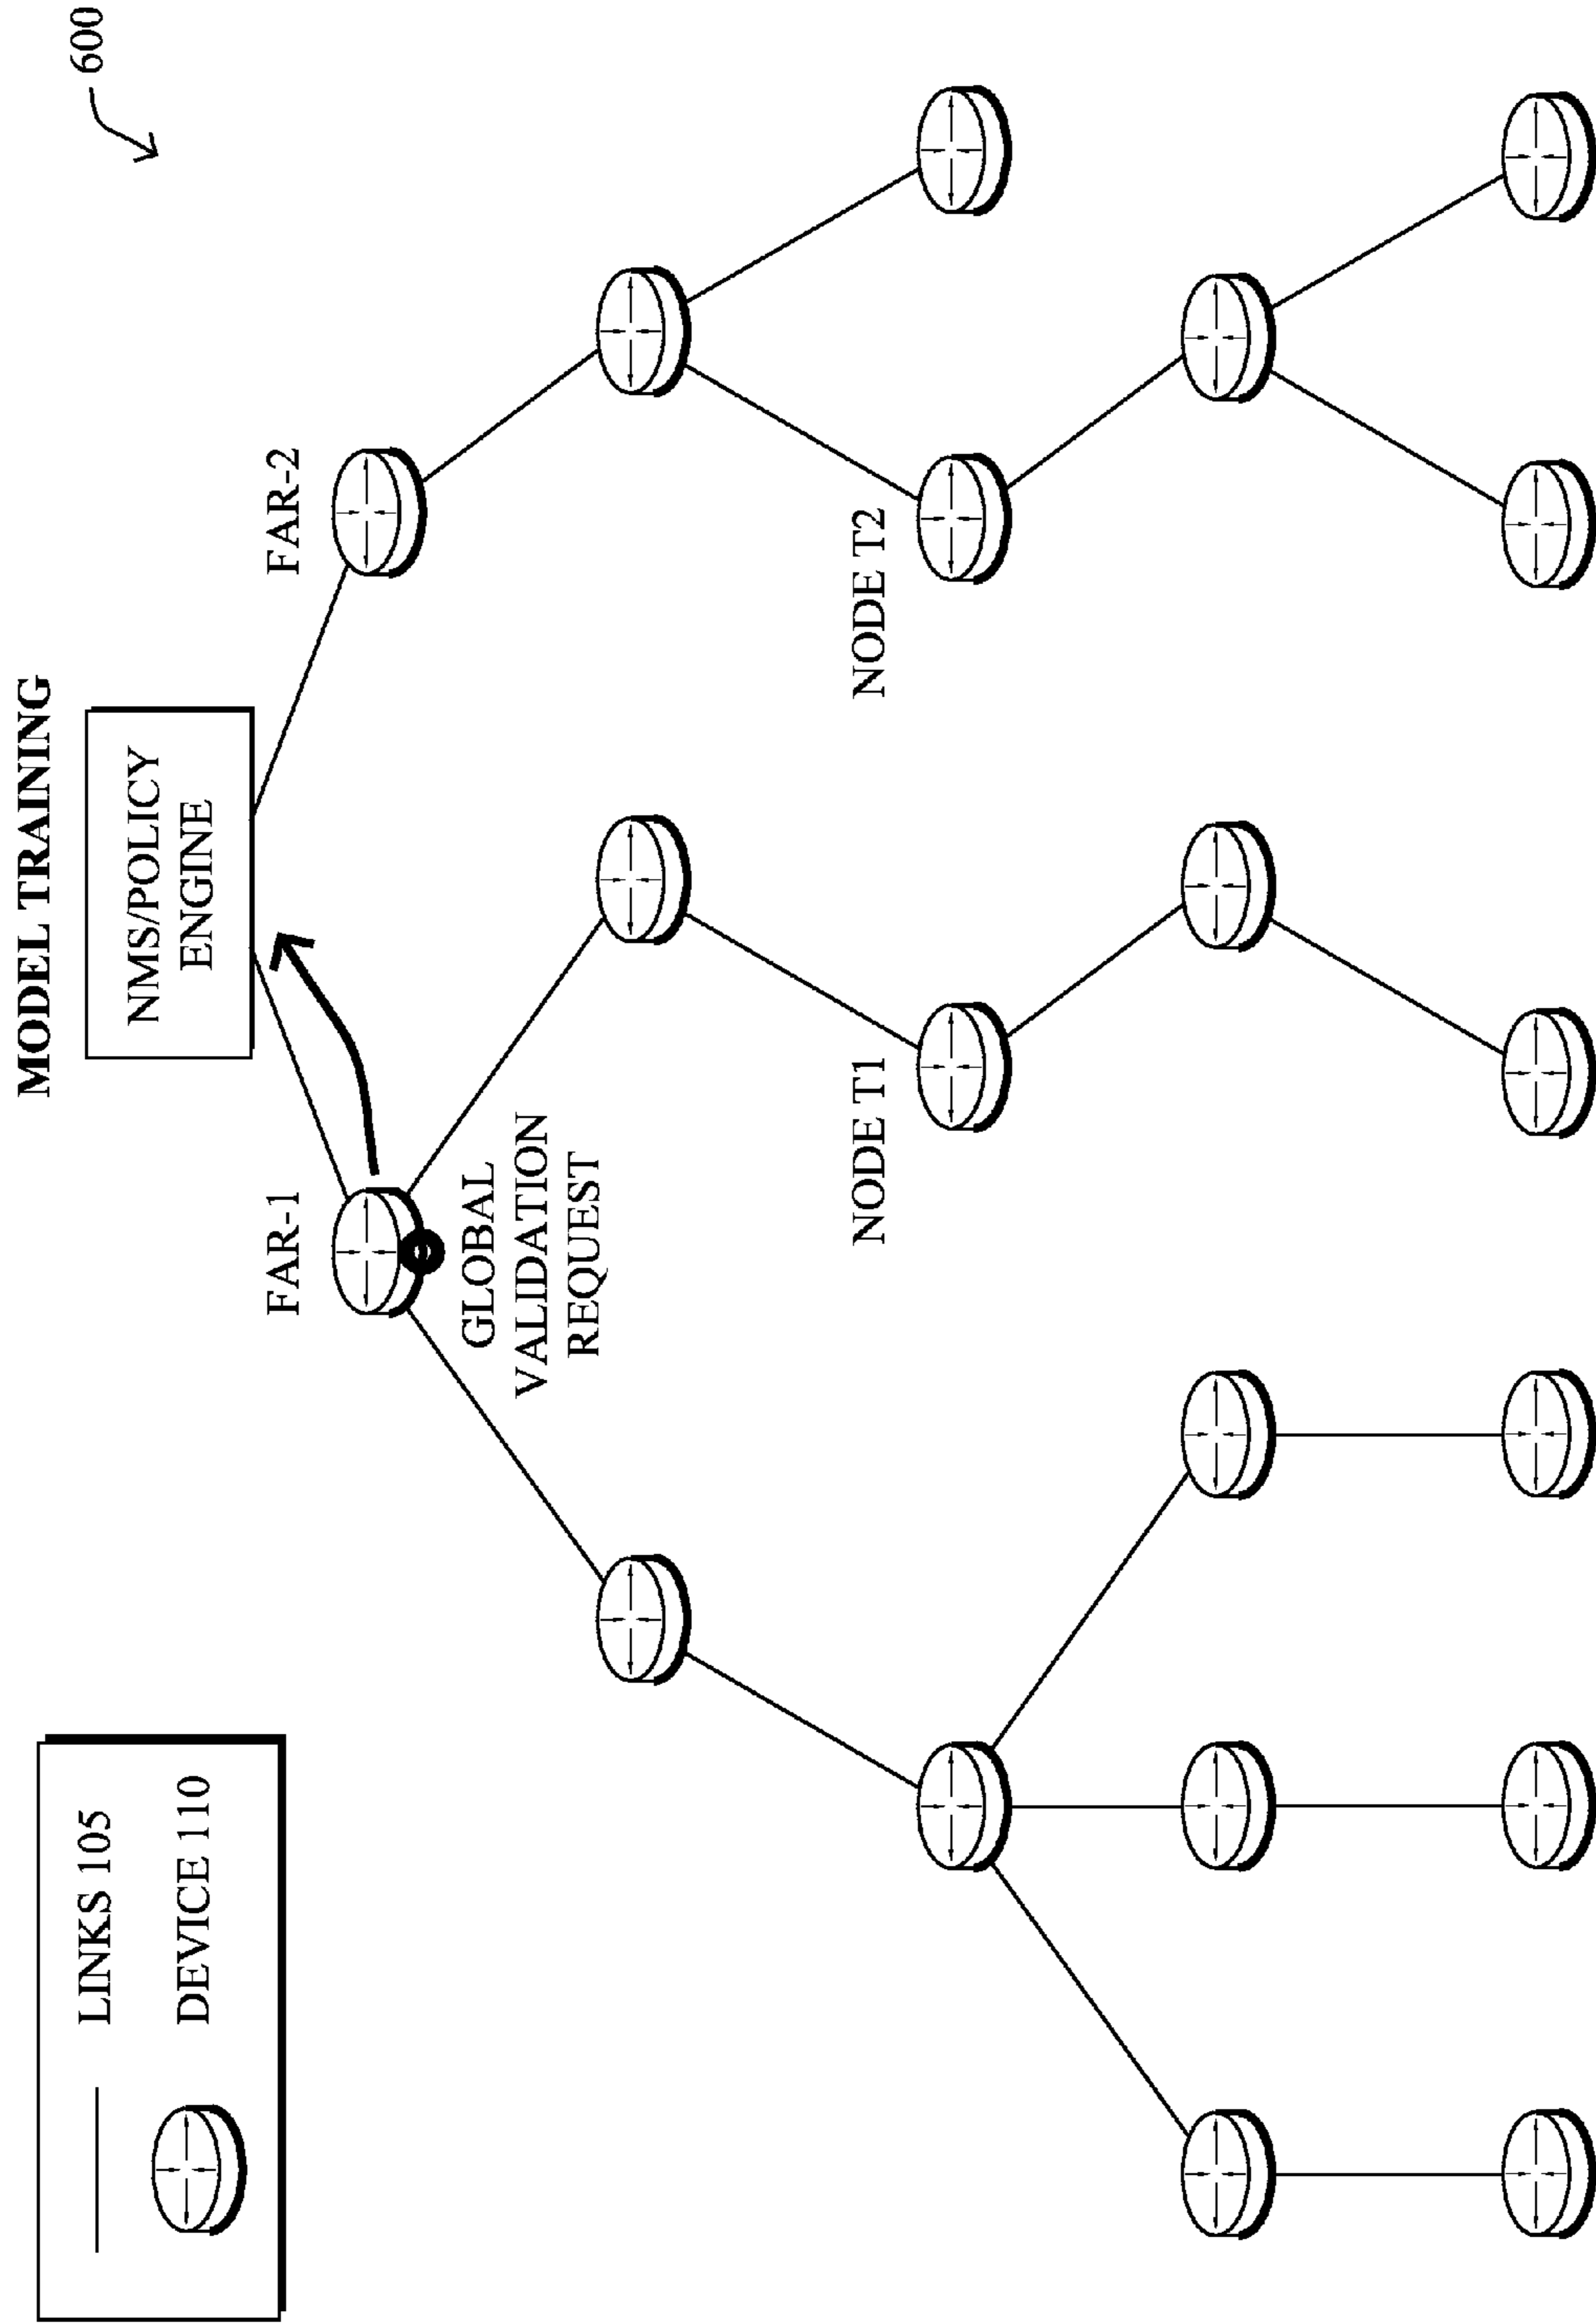 LINKS 105
DEVICE 110
MODEL TRAINING
NMS/POLICY
ENGINE
600
FAR-1
FAR-2
GLOBAL
VALIDATION
REQUEST
NODE T1
NODE T2